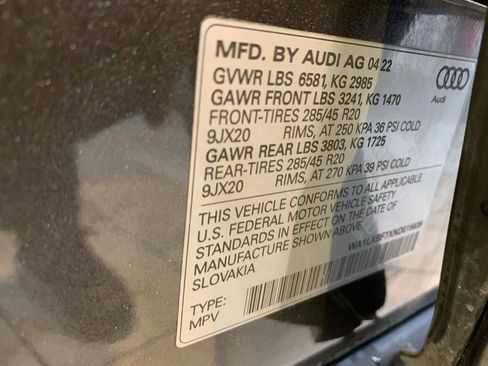 MFD. BY AUDI AG 04 22
GVWR LBS 6581, KG 2985
GAWR FRONT LBS 3241, KG 1470
FRONT-TIRES 285/45 R20
9JX20 RIMS, AT 250 KPA 36 PSI COLD
GAWR REAR LBS 3803, KG 1725
REAR-TIRES 285/45 R20
9JX20 RIMS, AT 270 KPA 39 PSI COLD
THIS VEHICLE CONFORMS TO ALL APPLICABLE
U.S. FEDERAL MOTOR VEHICLE SAFETY
STANDARDS IN EFFECT ON THE DATE OF
MANUFACTURE SHOWN ABOVE.
SLOVAKIA
TYPE:
MPV
Audi